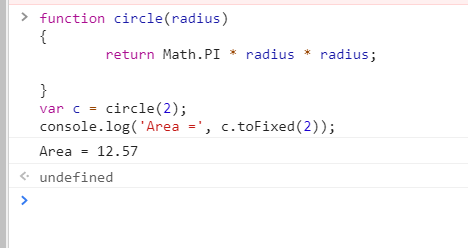 function circle(radius)
{
return Math.PI * radius * radius;
}
var c = circle(2);
console.log('Area =', c.toFixed(2));
Area = 12.57
undefined